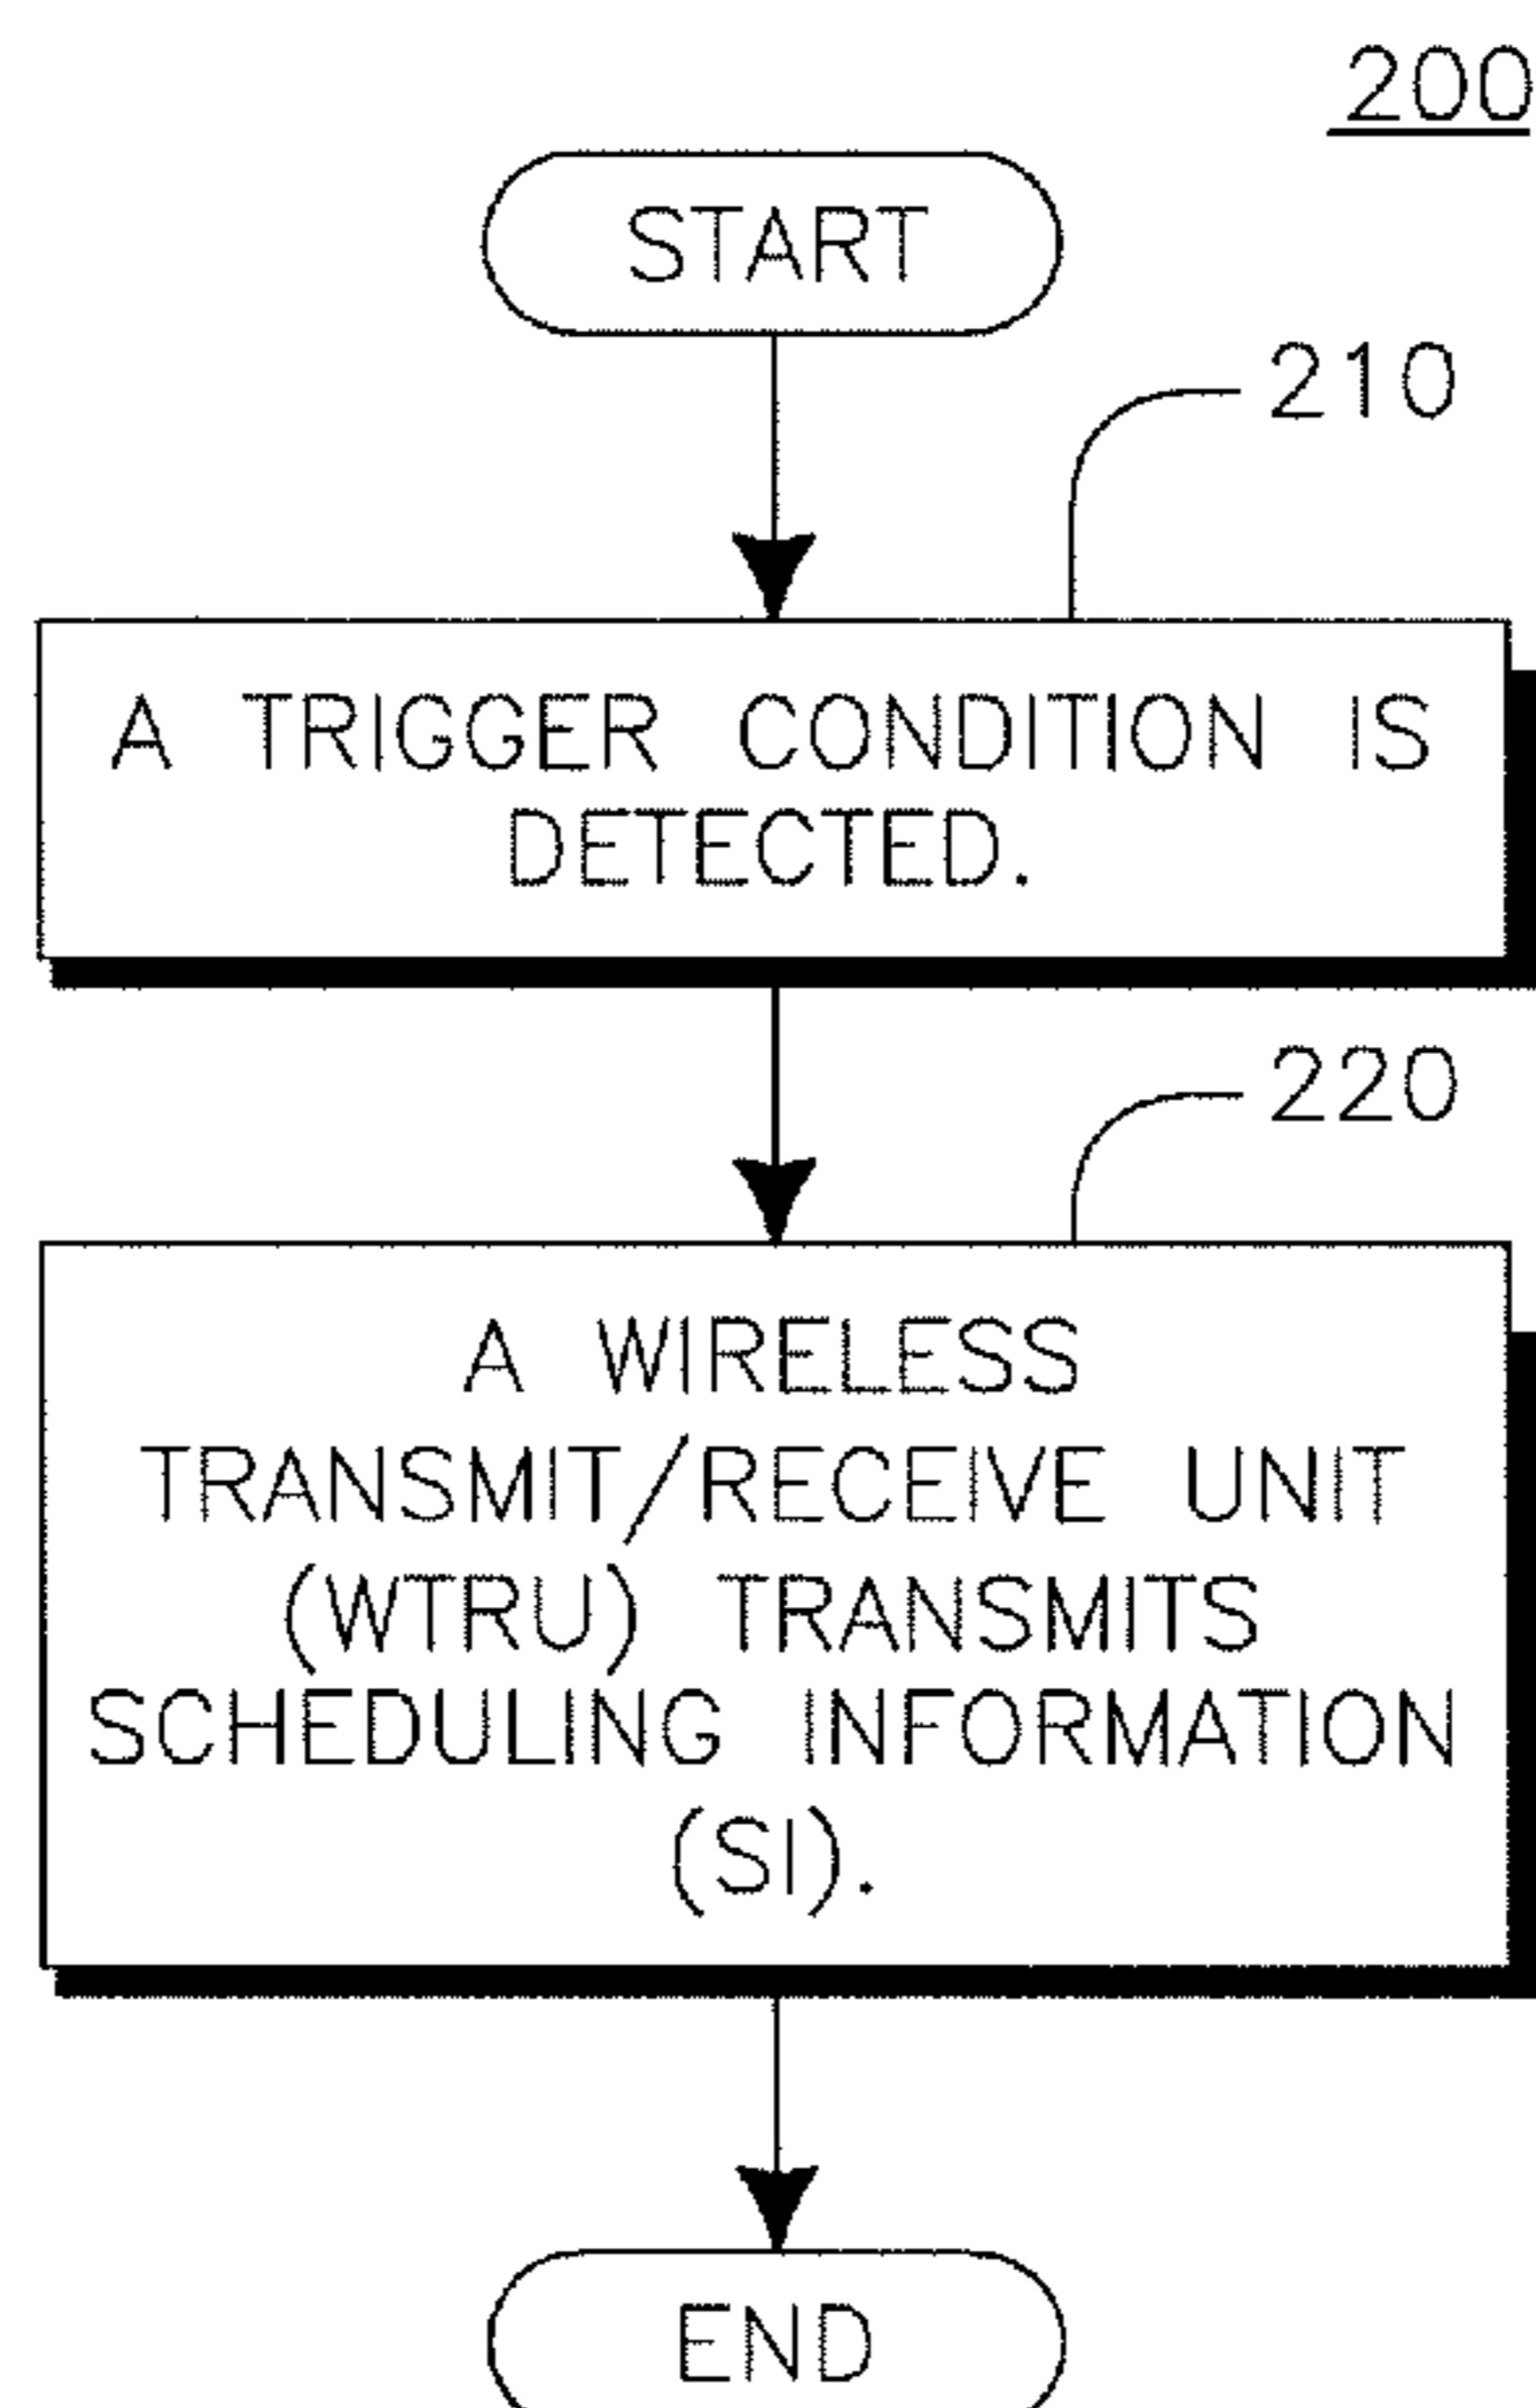 200
START
210
A TRIGGER CONDITION IS
DETECTED.
220
A WIRELESS
TRANSMIT/RECEIVE UNIT
(WTRU) TRANSMITS
SCHEDULING INFORMATION
(SI).
END